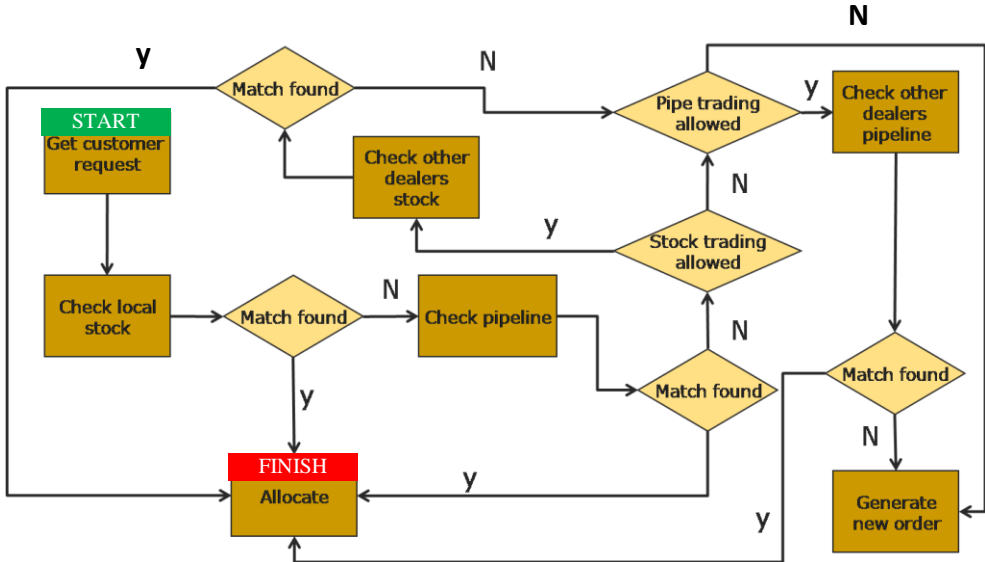 N
y
Match found
N
Pipe trading
allowed
y
Check other
dealers
pipeline
START
Get customer
request
Check other
dealers
stock
N
y
Stock trading
allowed
Check local
stock
Match found
N
Check pipeline
N
Match found
Match found
y
N
FINISH
Allocate
y
y
Generate
new order